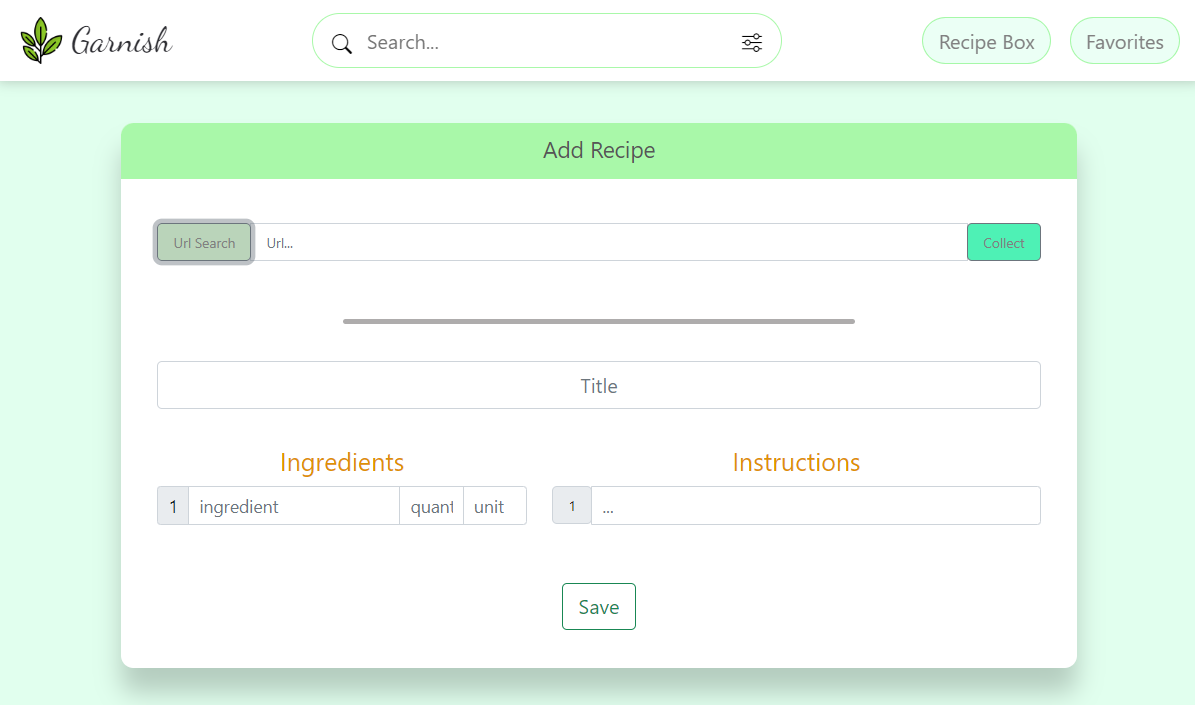 Garnish
Search...
Recipe Box
Favorites
Add Recipe
Url Search
Url...
Collect
Title
Ingredients
Instructions
1 ingredient quant unit
1 ...
Save